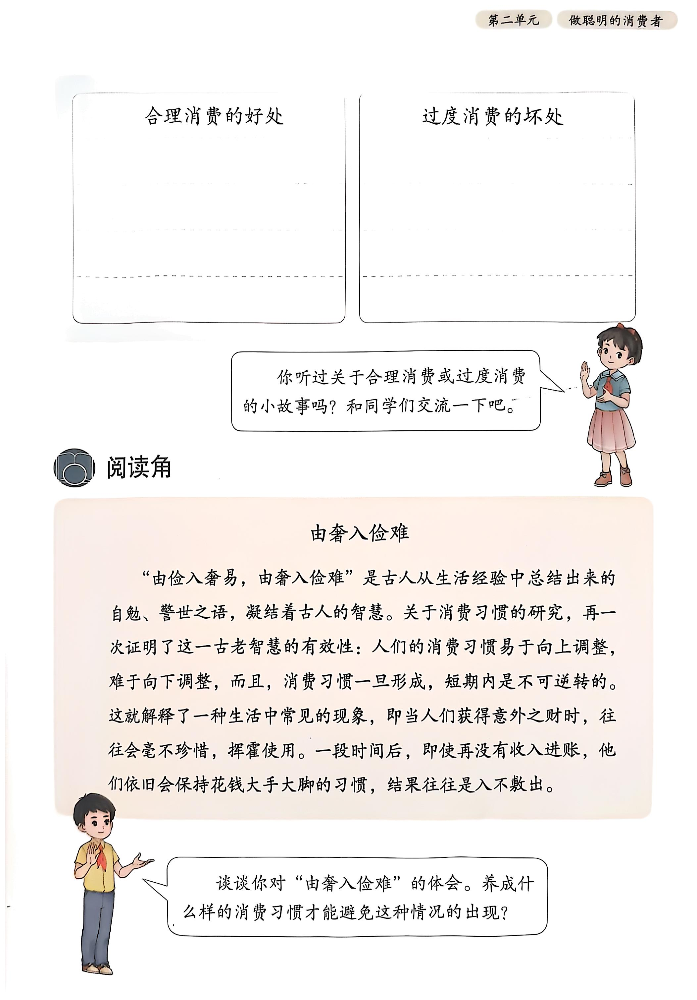 第二单元 做聪明的消费者
合理消费的好处
过度消费的坏处
你听过关于合理消费或过度消费
的小故事吗？和同学们交流一下吧。
阅读角
由奢入俭难
“由俭入奢易，由奢入俭难”是古人从生活经验中总结出来的
自勉、警世之语，凝结着古人的智慧。关于消费习惯的研究，再一
次证明了这一古老智慧的有效性：人们的消费习惯易于向上调整，
难于向下调整，而且，消费习惯一旦形成，短期内是不可逆转的。
这就解释了一种生活中常见的现象，即当人们获得意外之财时，往
往会毫不珍惜，挥霍使用。一段时间后，即使再没有收入进账，他
们依旧会保持花钱大手大脚的习惯，结果往往是入不敷出。
谈谈你对“由奢入俭难”的体会。养成什
么样的消费习惯才能避免这种情况的出现？